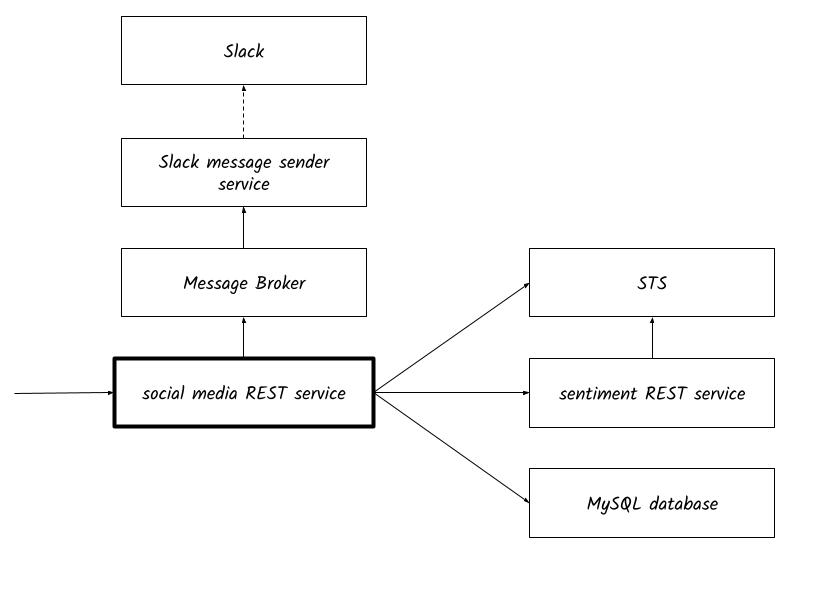 Slack
Slack message sender
service
Message Broker
STS
social media REST service
sentiment REST service
MySQL database